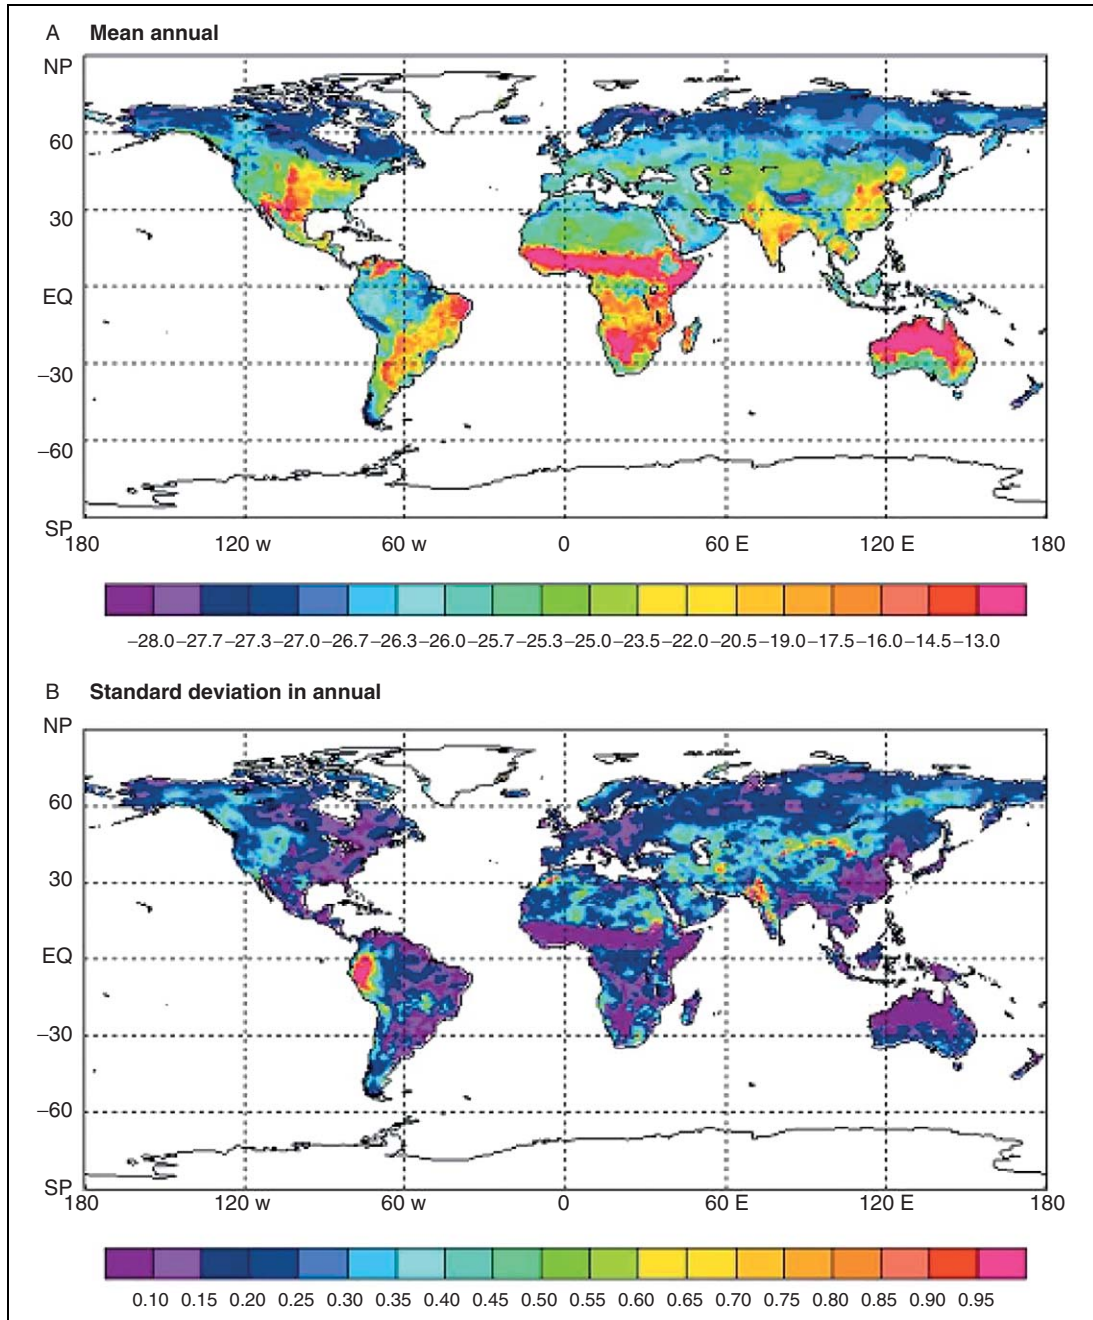 A Mean annual
NP
60
30
EQ
–30
–60
SP
180 120 w 60 w 0 60 E 120 E 180
–28.0 –27.7 –27.3 –27.0 –26.7 –26.3 –26.0 –25.7 –25.3 –25.0 –23.5 –22.0 –20.5 –19.0 –17.5 –16.0 –14.5 –13.0
B Standard deviation in annual
NP
60
30
EQ
–30
–60
SP
180 120 w 60 w 0 60 E 120 E 180
0.10 0.15 0.20 0.25 0.30 0.35 0.40 0.45 0.50 0.55 0.60 0.65 0.70 0.75 0.80 0.85 0.90 0.95